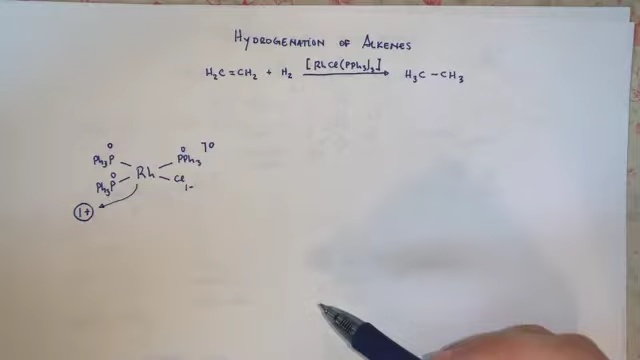 HYDROGENATION OF ALKENES
H₂C=CH₂ + H₂ [RhCl(PPh₃)₃] H₃C-CH₃
0 0 ⏋0
Ph₃P PPh₃
0 Rh
Ph₃P Cl
1-
1+